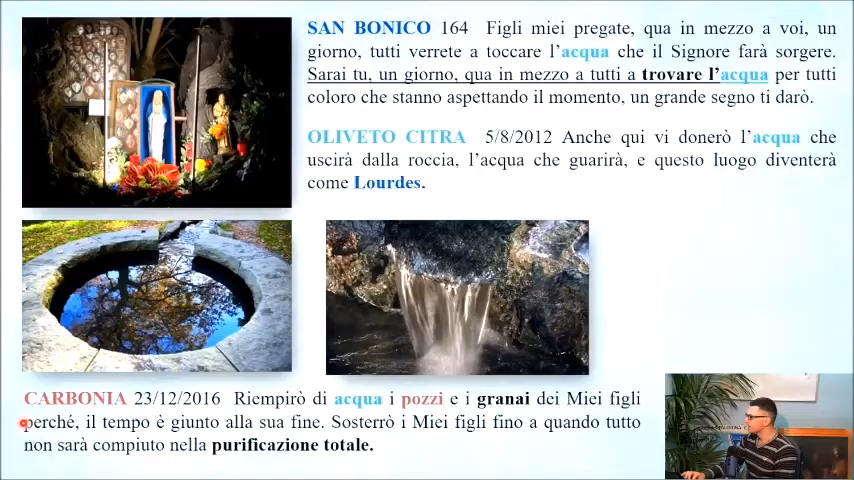 SAN BONICO 164 Figli miei pregate, qua in mezzo a voi, un
giorno, tutti verrete a toccare l'acqua che il Signore farà sorgere.
Sarai tu, un giorno, qua in mezzo a tutti a trovare l'acqua per tutti
coloro che stanno aspettando il momento, un grande segno ti darò.
OLIVETO CITRA 5/8/2012 Anche qui vi donerò l'acqua che
uscirà dalla roccia, l'acqua che guarirà, e questo luogo diventerà
come Lourdes.
CARBONIA 23/12/2016 Riempirò di acqua i pozzi e i granai dei Miei figli
perché, il tempo è giunto alla sua fine. Sosterrò i Miei figli fino a quando tutto
non sarà compiuto nella purificazione totale.